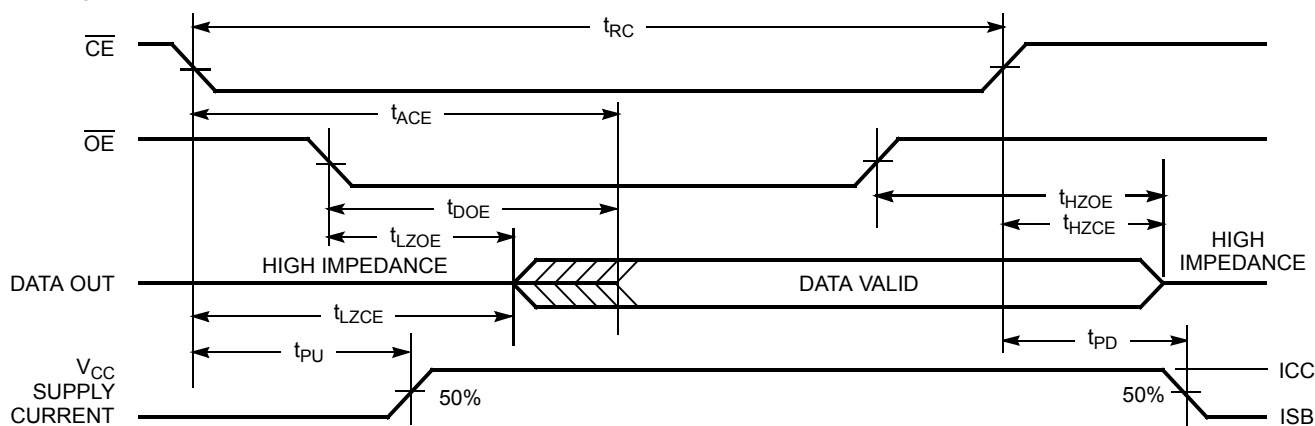 tRC
CE
tACE
OE
tHZOE
tDOE
tHZCE
tLZOE
HIGH
IMPEDANCE
HIGH IMPEDANCE
DATA OUT
DATA VALID
tLZCE
tPU
tPD
VCC
SUPPLY
CURRENT
50%
50%
ICC
ISB